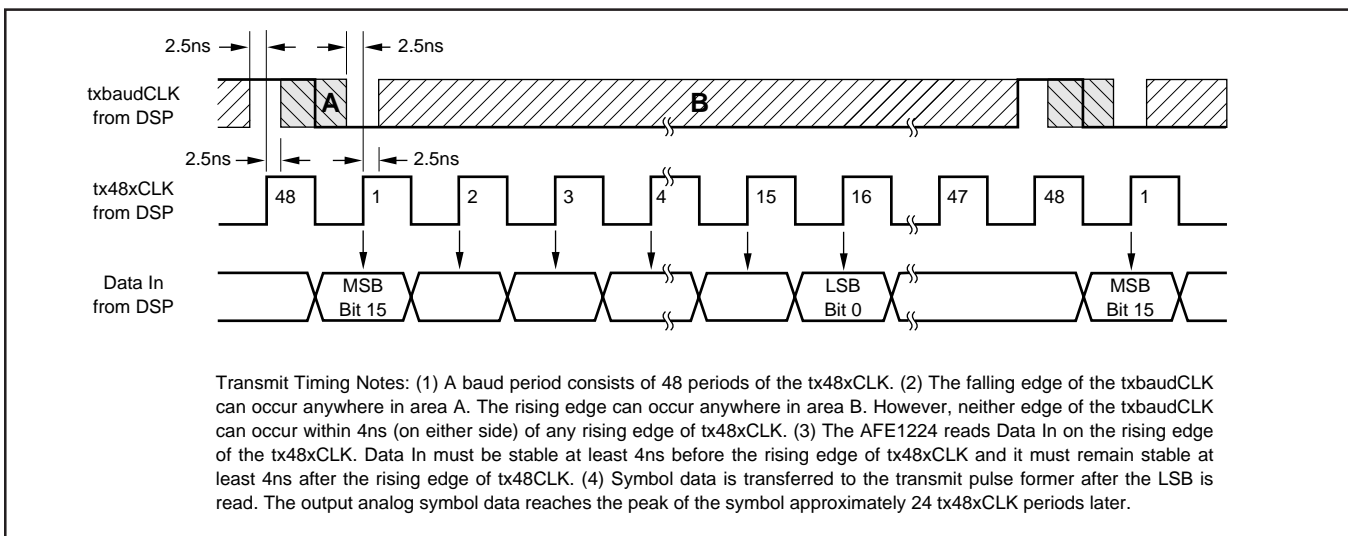 2.5ns
2.5ns
txbaudCLK
from DSP
A
B
2.5ns
2.5ns
tx48xCLK
from DSP
48
1
2
3
4
15
16
47
48
1
Data In
from DSP
MSB
Bit 15
LSB
Bit 0
MSB
Bit 15
Transmit Timing Notes: (1) A baud period consists of 48 periods of the tx48xCLK. (2) The falling edge of the txbaudCLK
can occur anywhere in area A. The rising edge can occur anywhere in area B. However, neither edge of the txbaudCLK
can occur within 4ns (on either side) of any rising edge of tx48xCLK. (3) The AFE1224 reads Data In on the rising edge
of the tx48xCLK. Data In must be stable at least 4ns before the rising edge of tx48xCLK and it must remain stable at
least 4ns after the rising edge of tx48CLK. (4) Symbol data is transferred to the transmit pulse former after the LSB is
read. The output analog symbol data reaches the peak of the symbol approximately 24 tx48xCLK periods later.